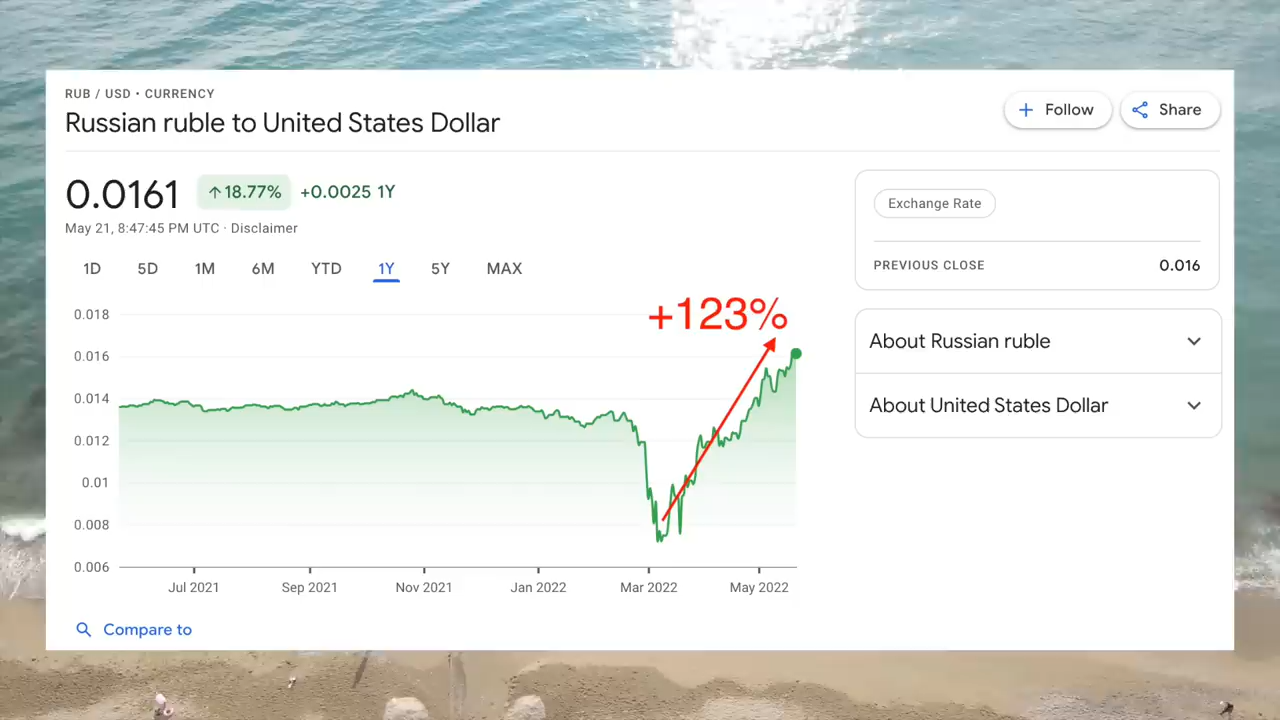 RUB / USD • CURRENCY
Russian ruble to United States Dollar
Follow
Share
0.0161
↑ 18.77%
+0.0025 1Y
May 21, 8:47:45 PM UTC · Disclaimer
1D 5D 1M 6M YTD 1Y 5Y MAX
+123%
0.018
0.016
0.014
0.012
0.01
0.008
0.006
Jul 2021 Sep 2021 Nov 2021 Jan 2022 Mar 2022 May 2022
Compare to
Exchange Rate
PREVIOUS CLOSE 0.016
About Russian ruble
About United States Dollar